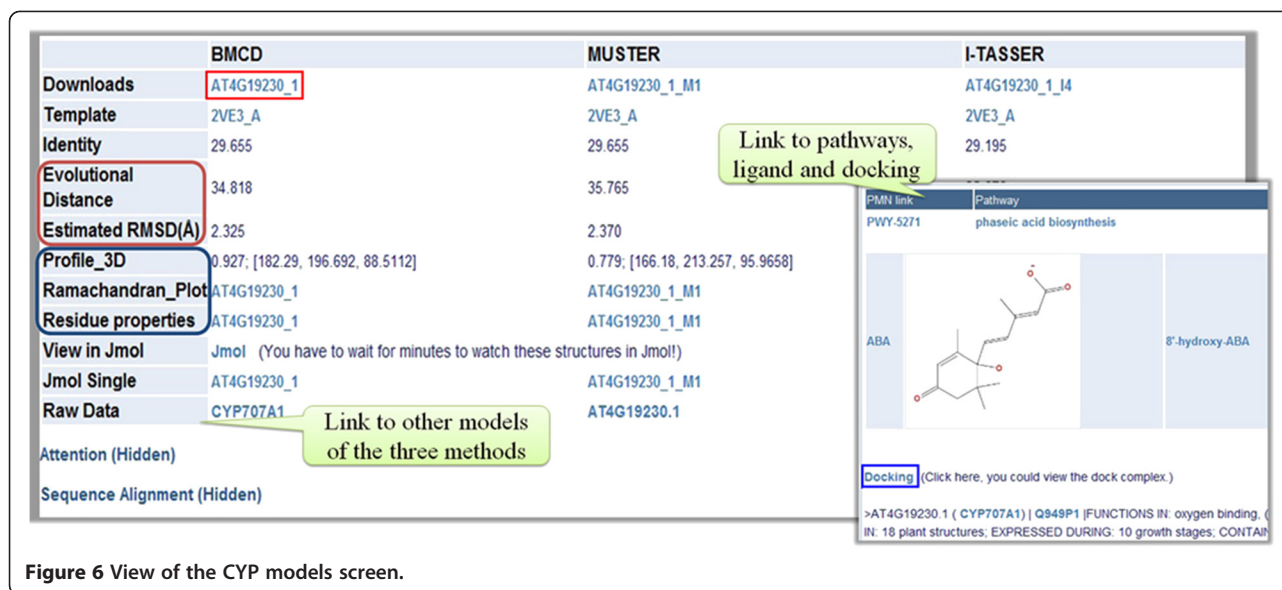 BMCD MUSTER I-TASSER
Downloads AT4G19230_1 AT4G19230_1_M1 AT4G19230_1_I4
Template 2VE3_A 2VE3_A 2VE3_A
Identity 29.655 29.655 29.195
Evolutional
Distance 34.818 35.765
Estimated RMSD(Å) 2.325 2.370
Profile_3D 0.927; [182.29, 196.692, 88.5112] 0.779; [166.18, 213.257, 95.9658]
Ramachandran_Plot AT4G19230_1 AT4G19230_1_M1
Residue properties AT4G19230_1 AT4G19230_1_M1
View in Jmol Jmol (You have to wait for minutes to watch these structures in Jmol!)
Jmol Single AT4G19230_1 AT4G19230_1_M1
Raw Data CYP707A1 AT4G19230.1
Attention (Hidden)
Sequence Alignment (Hidden)
Link to other models
of the three methods
Link to pathways,
ligand and docking
PMN link Pathway
PWY-5271 phaseic acid biosynthesis
O
O
ABA 8'-hydroxy-ABA
O
O
Docking (Click here, you could view the dock complex.)
>AT4G19230.1 ( CYP707A1) | Q949P1 |FUNCTIONS IN: oxygen binding, (
IN: 18 plant structures; EXPRESSED DURING: 10 growth stages; CONTAIN
Figure 6 View of the CYP models screen.